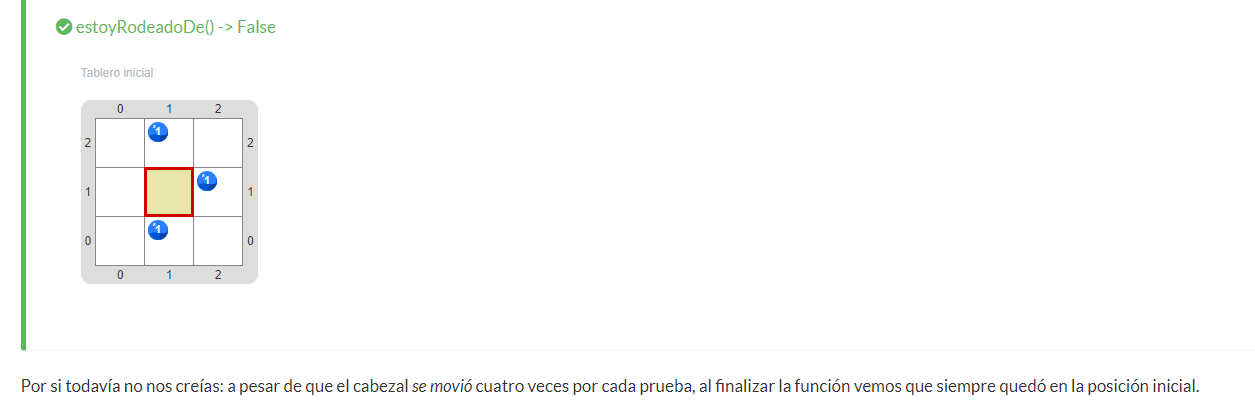 estoyRodeadoDe() -> False
Tablero inicial
0 1 2
1
2 2
1 1 1
1
0 0
0 1 2
Por si todavía no nos creías: a pesar de que el cabezal se movió cuatro veces por cada prueba, al finalizar la función vemos que siempre quedó en la posición inicial.